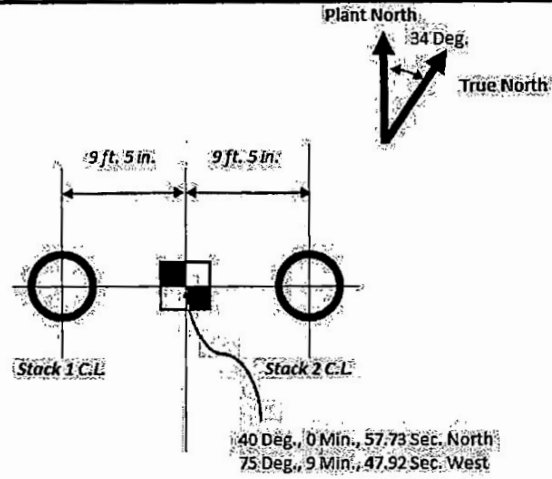 Plant North
34 Deg.
True North
9 ft. 5 in. 9 ft. 5 in.
Stack 1 C.L. Stack 2 C.L.
40 Deg., 0 Min., 57.73 Sec. North
75 Deg., 9 Min., 47.92 Sec. West